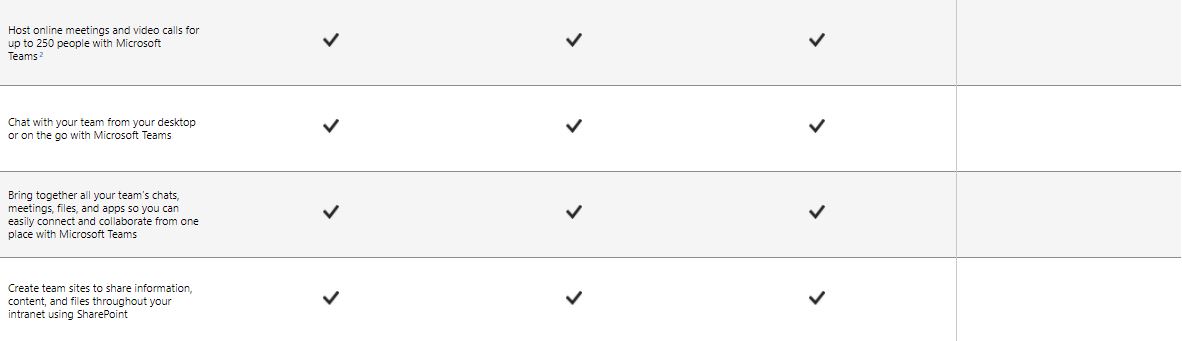 Host online meetings and video calls for
up to 250 people with Microsoft
Teams 2
Chat with your team from your desktop
or on the go with Microsoft Teams
Bring together all your team's chats,
meetings, files, and apps so you can
easily connect and collaborate from one
place with Microsoft Teams
Create team sites to share information,
content, and files throughout your
intranet using SharePoint